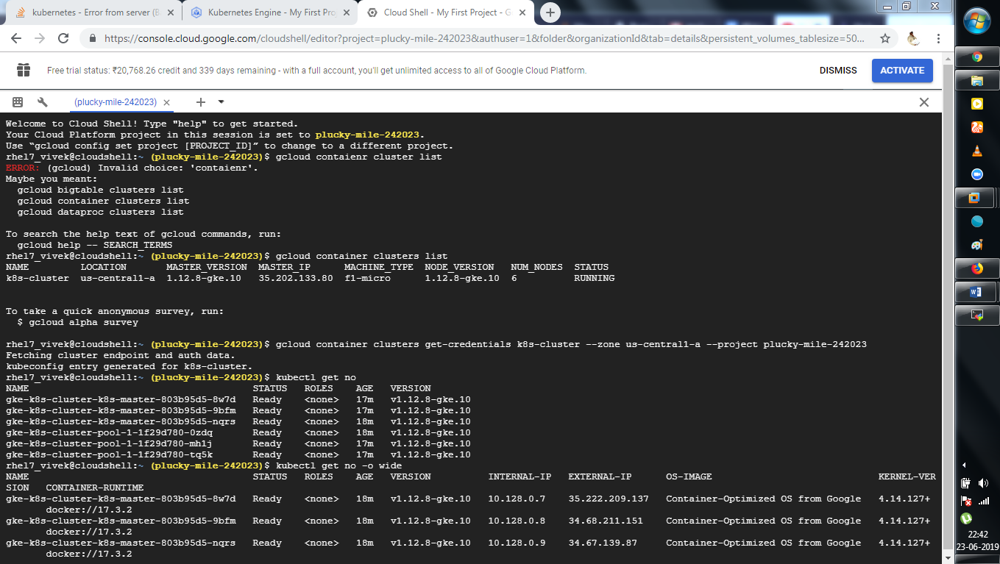 kubernetes - Error from server (B
Kubernetes Engine - My First Pro
Cloud Shell - My First Project - G
https://console.cloud.google.com/cloudshell/editor?project=plucky-mile-242023&authuser=1&folder&organizationId&tab=details&persistent_volumes_tablesize=50...
Free trial status: ₹20,768.26 credit and 339 days remaining - with a full account, you'll get unlimited access to all of Google Cloud Platform.
DISMISS
ACTIVATE
(plucky-mile-242023)
Welcome to Cloud Shell! Type "help" to get started.
Your Cloud Platform project in this session is set to plucky-mile-242023.
Use “gcloud config set project [PROJECT_ID]” to change to a different project.
rhel7_vivek@cloudshell:~ (plucky-mile-242023)$ gcloud contaienr cluster list
ERROR: (gcloud) Invalid choice: 'contaienr'.
Maybe you meant:
gcloud bigtable clusters list
gcloud container clusters list
gcloud dataproc clusters list
To search the help text of gcloud commands, run:
gcloud help -- SEARCH_TERMS
rhel7_vivek@cloudshell:~ (plucky-mile-242023)$ gcloud container clusters list
NAME LOCATION MASTER_VERSION MASTER_IP MACHINE_TYPE NODE_VERSION NUM_NODES STATUS
k8s-cluster us-central1-a 1.12.8-gke.10 35.202.133.80 f1-micro 1.12.8-gke.10 6 RUNNING
To take a quick anonymous survey, run:
$ gcloud alpha survey
rhel7_vivek@cloudshell:~ (plucky-mile-242023)$ gcloud container clusters get-credentials k8s-cluster --zone us-central1-a --project plucky-mile-242023
Fetching cluster endpoint and auth data.
kubeconfig entry generated for k8s-cluster.
rhel7_vivek@cloudshell:~ (plucky-mile-242023)$ kubectl get no
NAME STATUS ROLES AGE VERSION
gke-k8s-cluster-k8s-master-803b95d5-8w7d Ready <none> 17m v1.12.8-gke.10
gke-k8s-cluster-k8s-master-803b95d5-9bfm Ready <none> 17m v1.12.8-gke.10
gke-k8s-cluster-k8s-master-803b95d5-nqrs Ready <none> 18m v1.12.8-gke.10
gke-k8s-cluster-pool-1-1f29d780-0zdq Ready <none> 18m v1.12.8-gke.10
gke-k8s-cluster-pool-1-1f29d780-mh1j Ready <none> 17m v1.12.8-gke.10
gke-k8s-cluster-pool-1-1f29d780-tq5k Ready <none> 18m v1.12.8-gke.10
rhel7_vivek@cloudshell:~ (plucky-mile-242023)$ kubectl get no -o wide
NAME STATUS ROLES AGE VERSION INTERNAL-IP EXTERNAL-IP OS-IMAGE KERNEL-VER
SION CONTAINER-RUNTIME
gke-k8s-cluster-k8s-master-803b95d5-8w7d Ready <none> 18m v1.12.8-gke.10 10.128.0.7 35.222.209.137 Container-Optimized OS from Google 4.14.127+
docker://17.3.2
gke-k8s-cluster-k8s-master-803b95d5-9bfm Ready <none> 18m v1.12.8-gke.10 10.128.0.8 34.68.211.151 Container-Optimized OS from Google 4.14.127+
docker://17.3.2
gke-k8s-cluster-k8s-master-803b95d5-nqrs Ready <none> 18m v1.12.8-gke.10 10.128.0.9 34.67.139.87 Container-Optimized OS from Google 4.14.127+
docker://17.3.2
22:42
23-06-2019